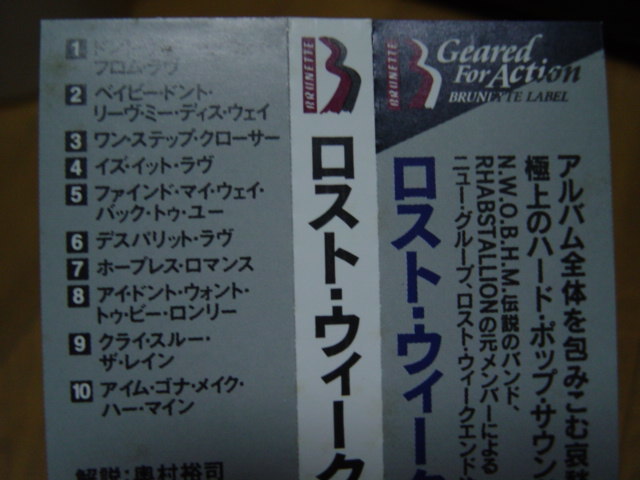 1 ドント・
フロム・ラヴ
2 ベイビー・ドント・
リーヴ・ミー・ディス・ウェイ
3 ワン・ステップ・クローサー
4 イズ・イット・ラヴ
5 ファインド・マイ・ウェイ・
バック・トゥ・ユー
6 デスパリット・ラヴ
7 ホープレス・ロマンス
8 アイ・ドント・ウォント・
トゥ・ビー・ロンリー
9 クライ・スルー・
ザ・レイン
10 アイム・ゴナ・メイク・
ハー・マイン
解説:奥村裕司
BRUNETTE
ロスト・ウィーク
BRUNETTE
Geared
For Action
BRUNETTE LABEL
アルバム全体を包みこむ哀愁
極上のハード・ポップ・サウン
N.W.O.B.H.M.伝説のバンド、
RHABSTALLIONの元メンバーによる
ニュー・グループ、ロスト・ウィークエンド
ロスト・ウィーク